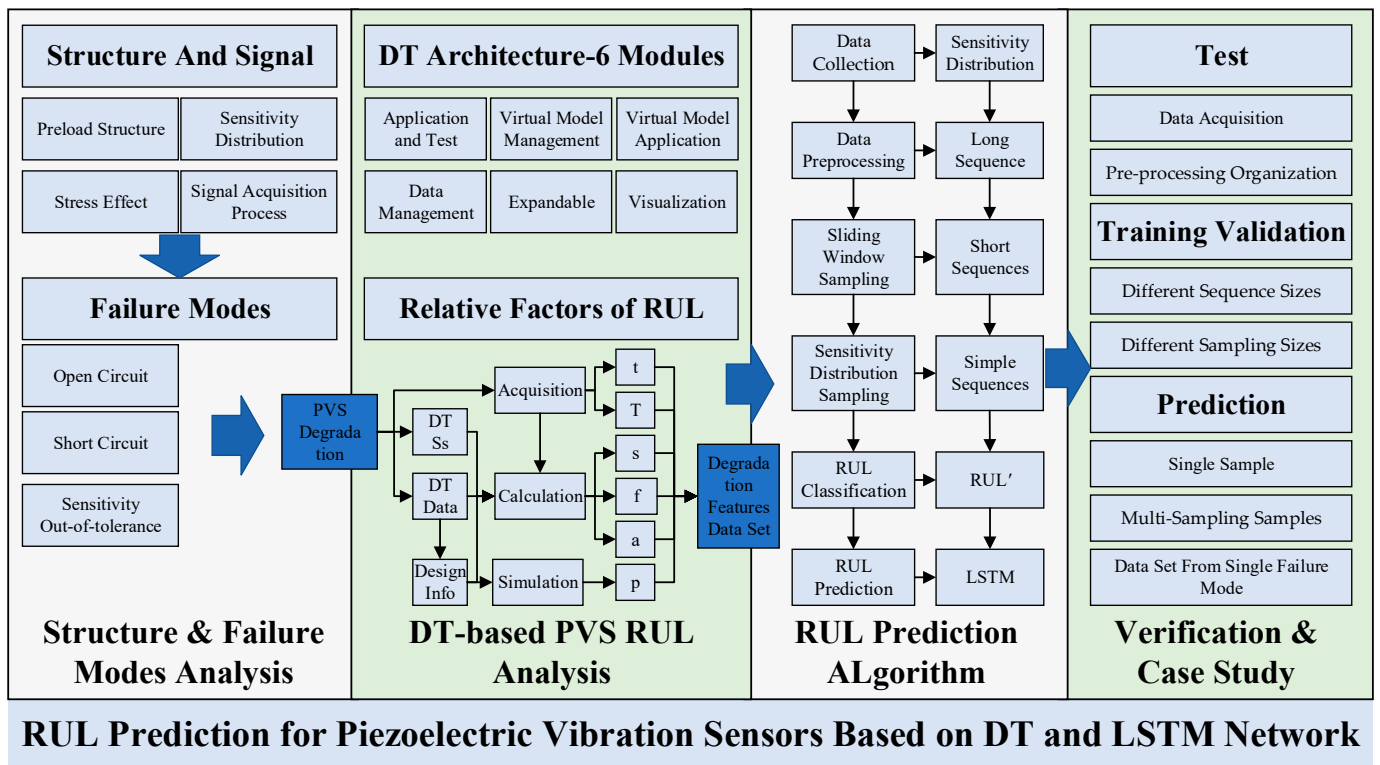 Structure And Signal
Preload Structure
Sensitivity
Distribution
Stress Effect
Signal Acquisition
Process
Failure Modes
Open Circuit
Short Circuit
Sensitivity
Out-of-tolerance
PVS
Degrada
tion
Structure & Failure
Modes Analysis
DT Architecture-6 Modules
Application
and Test
Virtual Model
Management
Virtual Model
Application
Data
Management
Expandable
Visualization
Relative Factors of RUL
Acquisition
DT
Ss
DT
Data
Calculation
Design
Info
Simulation
t
T
s
f
a
p
Degrada
tion
Features
Data Set
DT-based PVS RUL
Analysis
Data
Collection
Sensitivity
Distribution
Data
Preprocessing
Long
Sequence
Sliding
Window
Sampling
Short
Sequences
Sensitivity
Distribution
Sampling
Simple
Sequences
RUL
Classification
RUL′
RUL
Prediction
LSTM
RUL Prediction
ALgorithm
Test
Data Acquisition
Pre-processing Organization
Training Validation
Different Sequence Sizes
Different Sampling Sizes
Prediction
Single Sample
Multi-Sampling Samples
Data Set From Single Failure
Mode
Verification &
Case Study
RUL Prediction for Piezoelectric Vibration Sensors Based on DT and LSTM Network